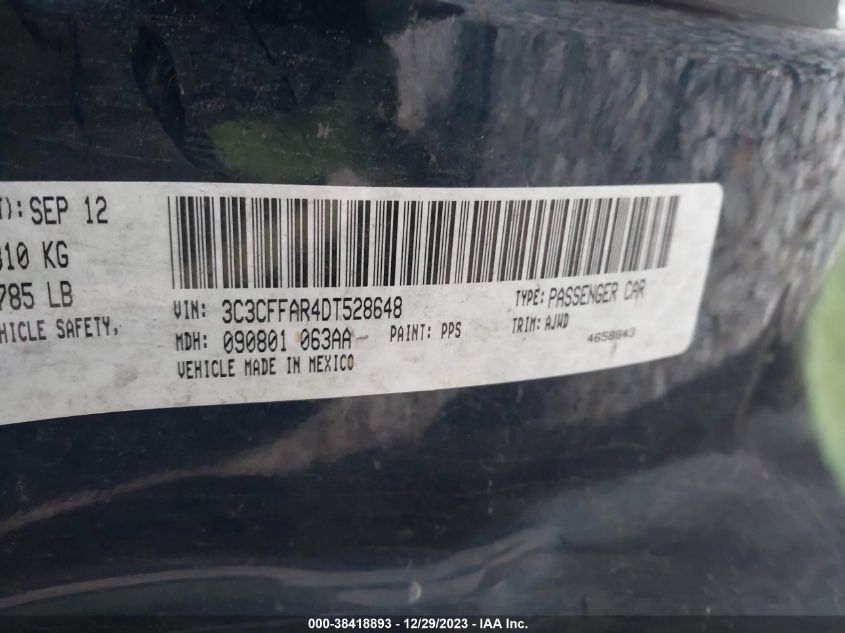 T): SEP 12
310 KG
785 LB
HICLE SAFETY,
VIN: 3C3CFFAR4DT528648
TYPE: PASSENGER CAR
MDH: 090801 063AA
PAINT: PPS
TRIM: AJWD
VEHICLE MADE IN MEXICO
4658843
000-38418893 - 12/29/2023 - IAA Inc.